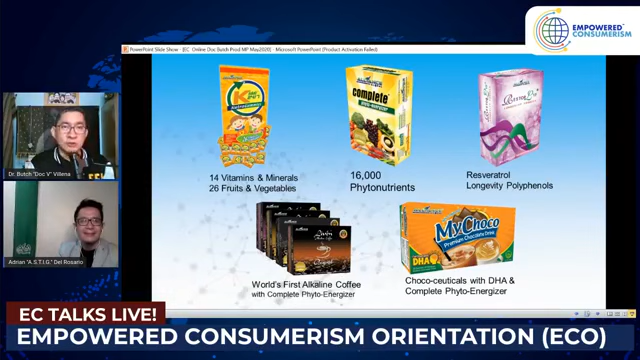 EMPOWERED
CONSUMERISM
PowerPoint Slide Show - [EC Online Doc Butch Prod MP May2020] - Microsoft PowerPoint (Product Activation Failed)
complete
14 Vitamins & Minerals
26 Fruits & Vegetables
16,000
Phytonutrients
Resveratrol
Longevity Polyphenols
Dr. Butch "Doc V" Villena
Adrian "A.S.T.I.G." Del Rosario
MyChoco
Premium Chocolate Drink
DHA
World's First Alkaline Coffee
with Complete Phyto-Energizer
Choco-ceuticals with DHA &
Complete Phyto-Energizer
EC TALKS LIVE!
EMPOWERED CONSUMERISM ORIENTATION (ECO)